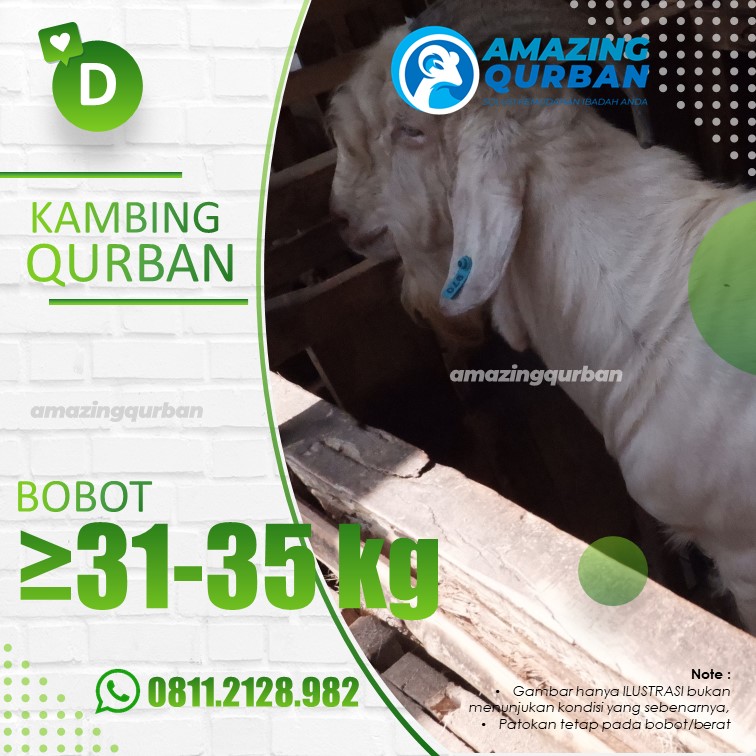 D
AMAZING
QURBAN
KAMBING
QURBAN
amazingqurban
amazingqurban
BOBOT
≥31-35 kg
0811.2128.982
Note :
• Gambar hanya ILUSTRASI bukan
menunjukan kondisi yang sebenarnya,
• Patokan tetap pada bobot/berat